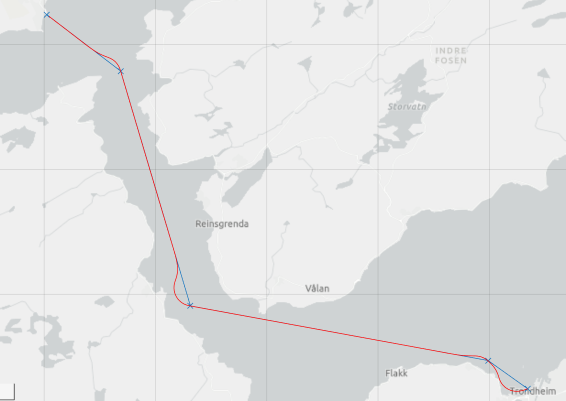 INDRE
FOSEN
Storvatn
Reinsgrenda
Vålan
Flakk
Trondheim